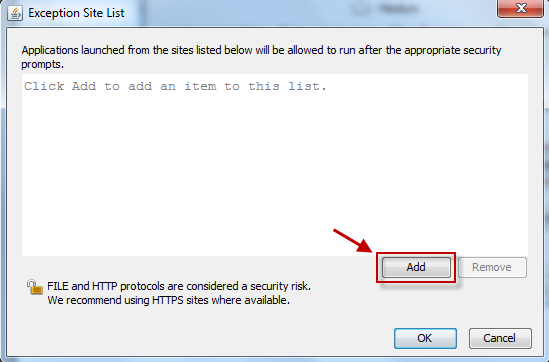 Exception Site List
Medium
Applications launched from the sites listed below will be allowed to run after the appropriate security
prompts.
Click Add to add an item to this list.
Add
Remove
FILE and HTTP protocols are considered a security risk.
We recommend using HTTPS sites where available.
OK
Cancel